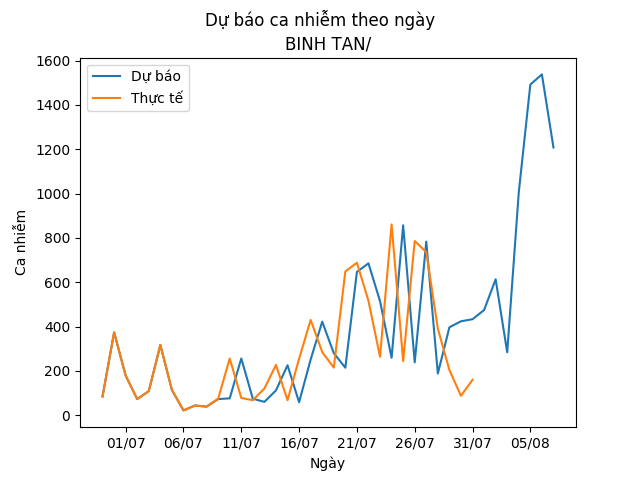 Dự báo ca nhiễm theo ngày
BINH TAN/
Dự báo
Thực tế
Ca nhiễm
1600
1400
1200
1000
800
600
400
200
0
01/07 06/07 11/07 16/07 21/07 26/07 31/07 05/08
Ngày